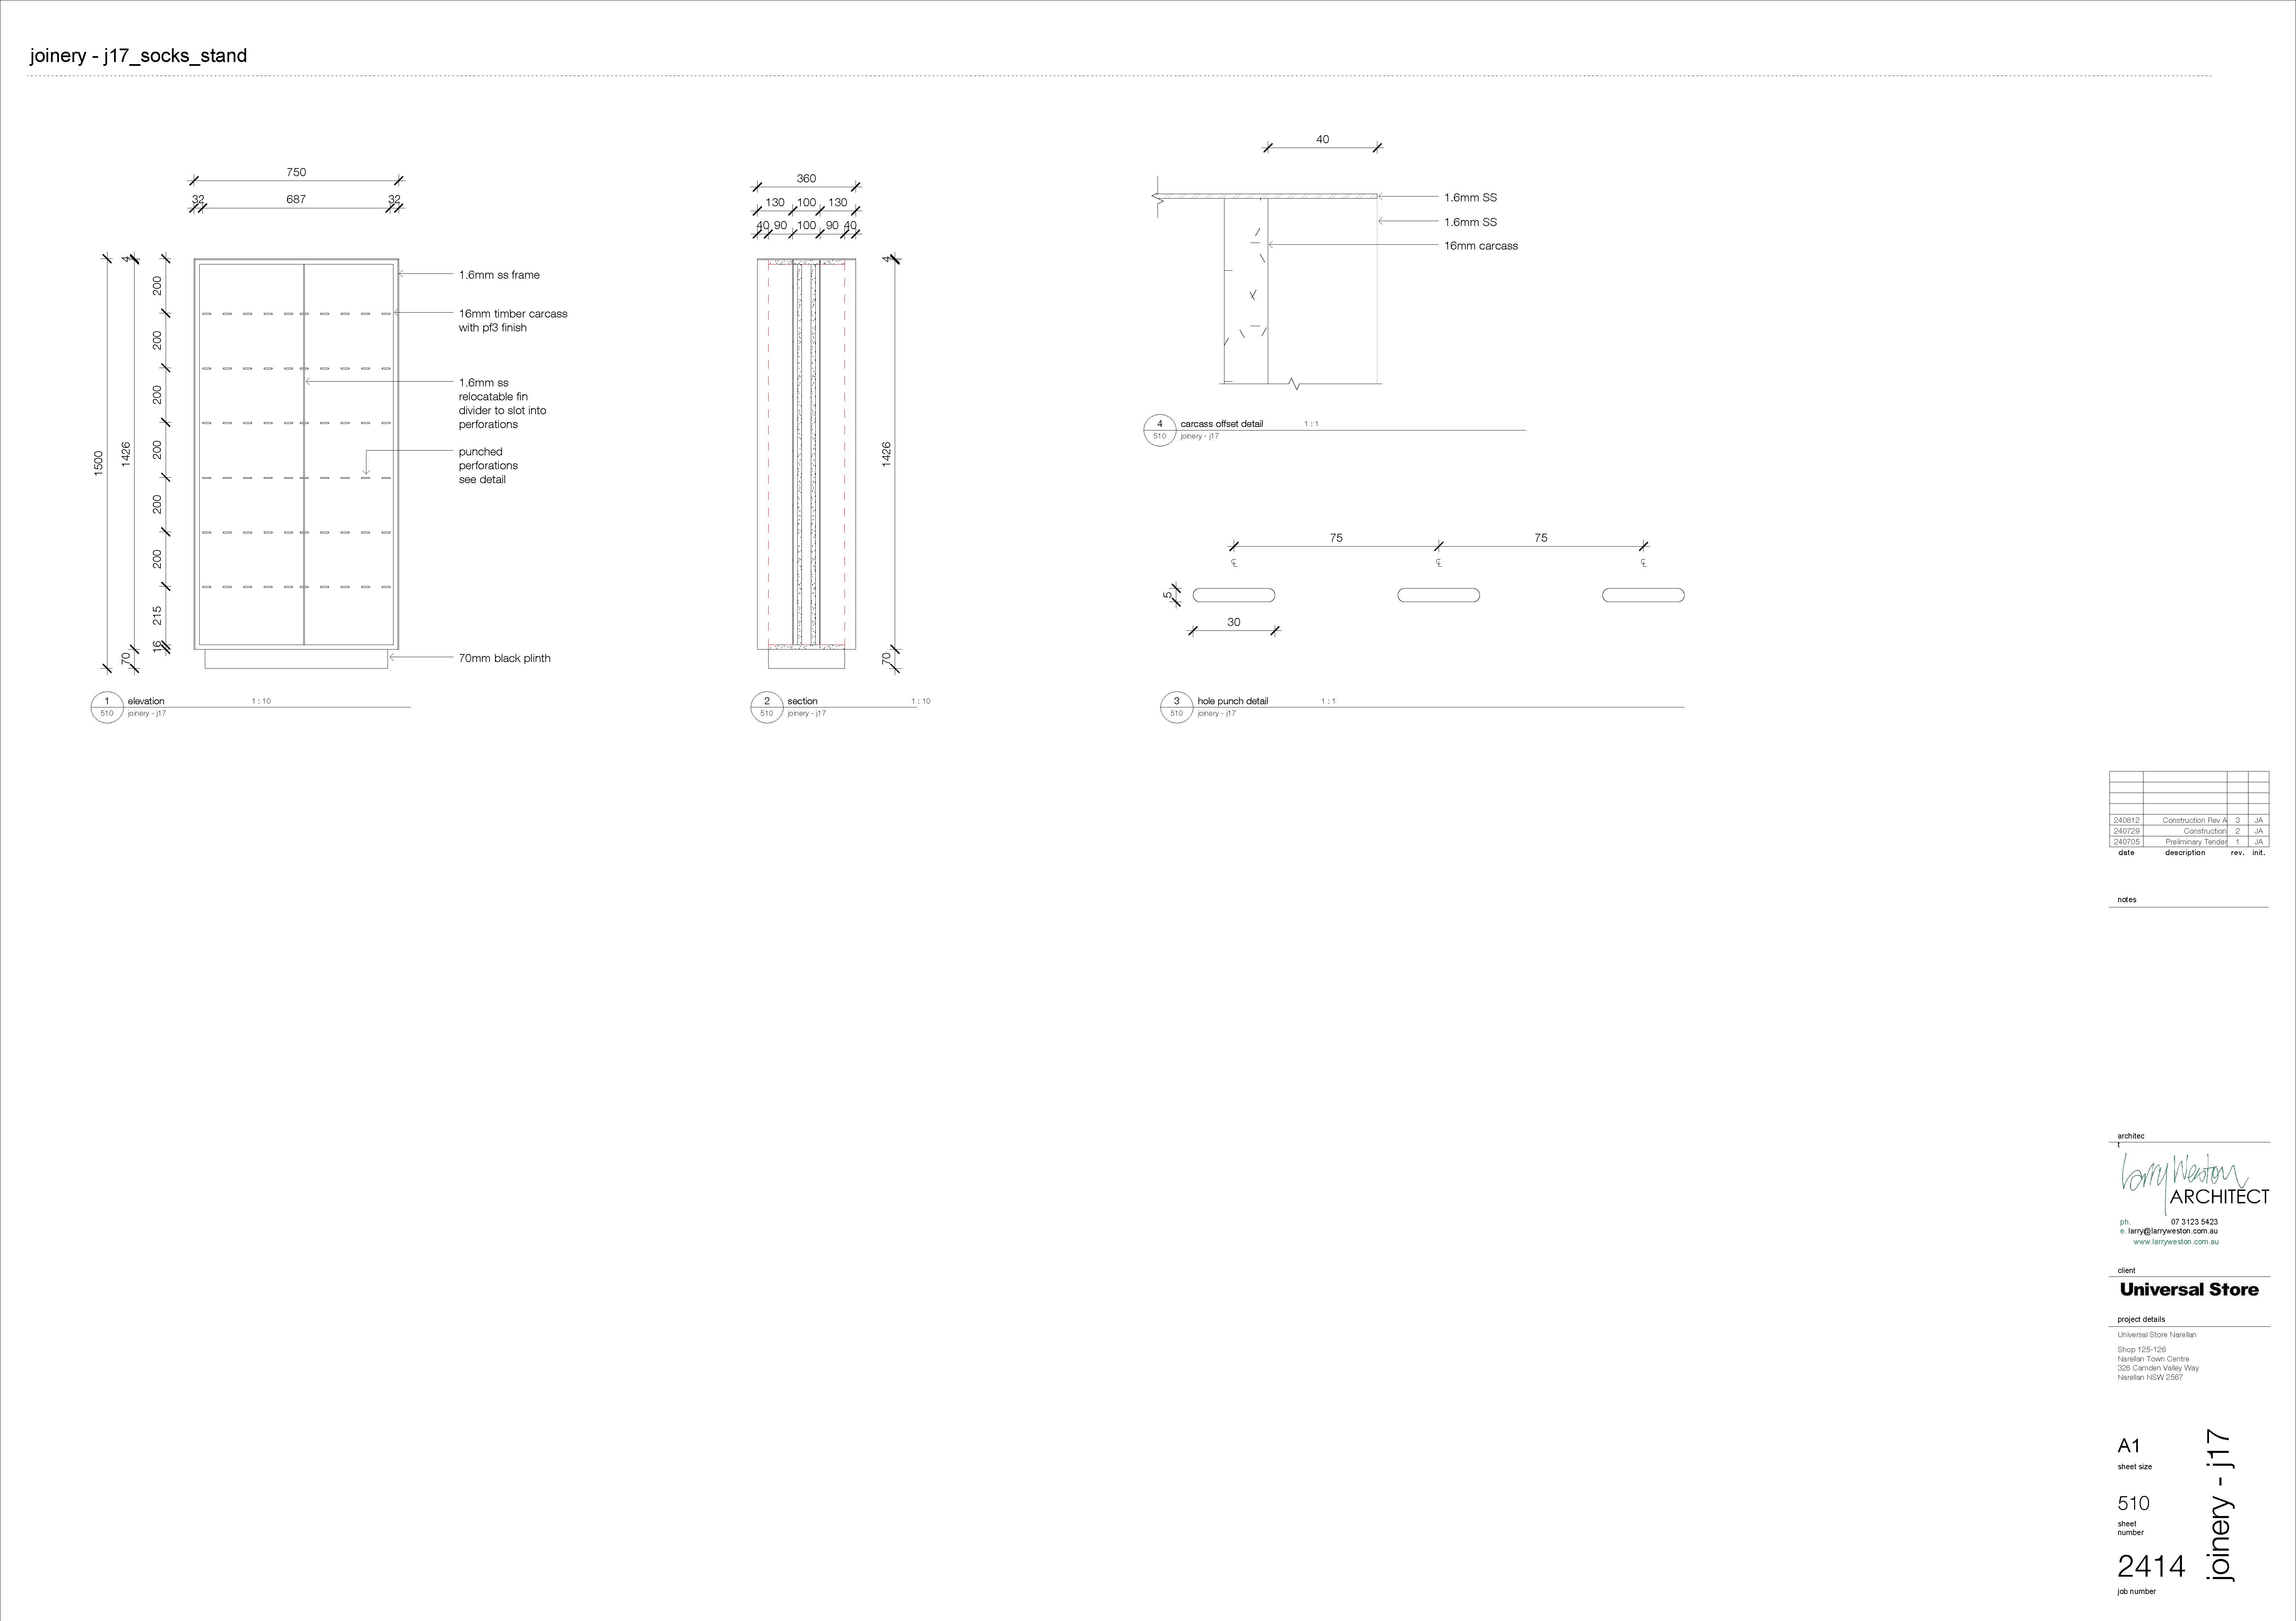 joinery - j17_socks_stand
750
32
687
32
1500
4
1426
70
200
200
200
200
200
200
215
16
1.6mm ss frame
16mm timber carcass
with pf3 finish
1.6mm ss
relocatable fin
divider to slot into
perforations
punched
perforations
see detail
70mm black plinth
1
510
elevation
1 : 10
joinery - j17
360
130 100 130
40 90 100 90 40
4
1426
70
2
510
section
1 : 10
joinery - j17
40
1.6mm SS
1.6mm SS
16mm carcass
4
510
carcass offset detail
1 : 1
joinery - j17
75
75
℄
℄
℄
5
30
3
510
hole punch detail
1 : 1
joinery - j17
240812 Construction Rev A 3 JA
240729 Construction 2 JA
240705 Preliminary Tender 1 JA
date description rev. init.
notes
architec
t
Larry Weston
ARCHITECT
ph. 07 3123 5423
e. larry@larryweston.com.au
www.larryweston.com.au
client
Universal Store
project details
Universal Store Narellan
Shop 125-126
Narellan Town Centre
326 Camden Valley Way
Narellan NSW 2567
A1
sheet size
510
sheet
number
2414
job number
joinery - j17